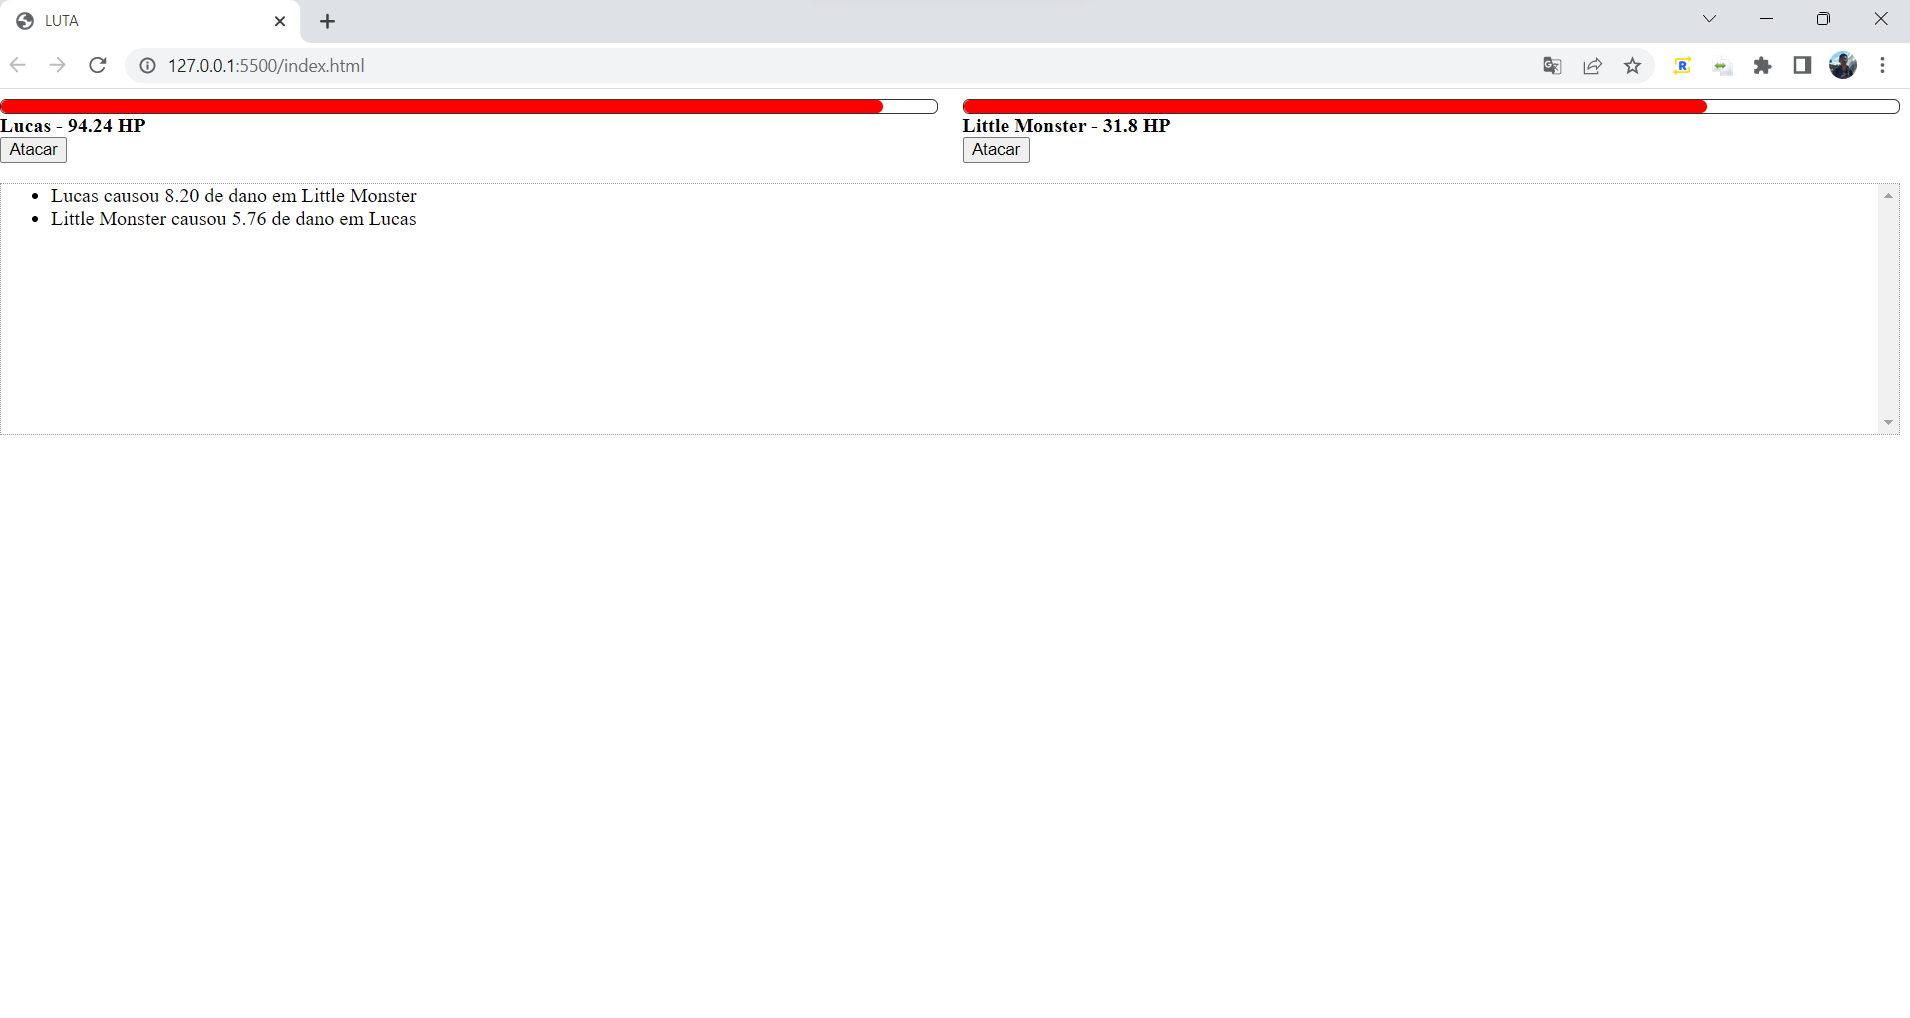 LUTA
127.0.0.1:5500/index.html
Lucas - 94.24 HP
Atacar
Little Monster - 31.8 HP
Atacar
Lucas causou 8.20 de dano em Little Monster
Little Monster causou 5.76 de dano em Lucas